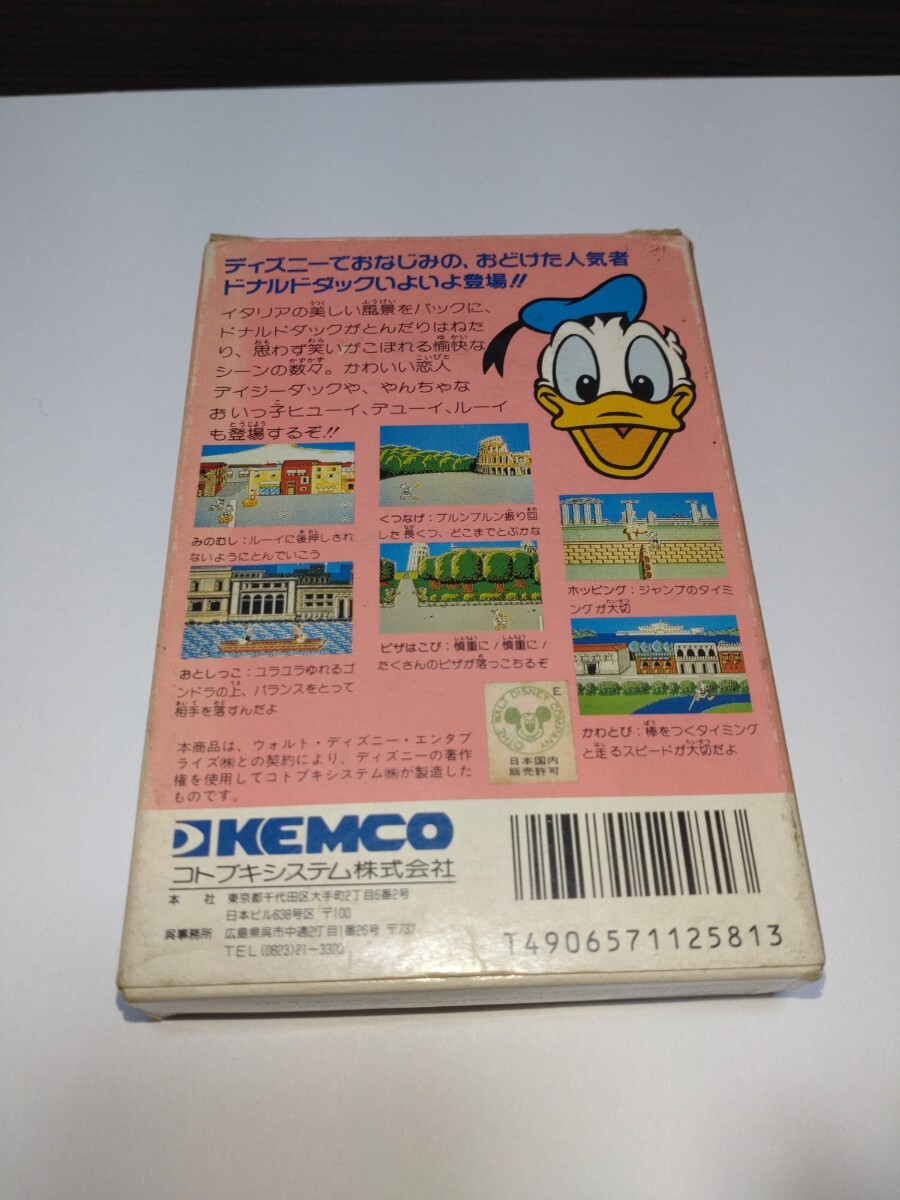 ディズニーでおなじみの、おどけた人気者
ドナルドダックいよいよ登場!!
イタリアの美しい風景をバックに、
ドナルドダックがとんだりはねた
り、思わず笑いがこぼれる愉快な
シーンの数々。かわいい恋人
デイジーダックや、やんちゃな
おいっ子ヒューイ、デューイ、ルーイ
も登場するぞ!!
みのむし：ルーイに後押しされ
ないようにとんでいこう
くつなげ：ブルンブルン振り回
した長くつ、どこまでとぶかな
ホッピング：ジャンプのタイミ
ングが大切
おとしっこ：ユラユラゆれるゴ
ンドラの上、バランスをとって
相手を落すんだよ
ピザはこび：慎重に！慎重に！
たくさんのピザが落っこちるぞ
かわとび：棒をつくタイミング
と走るスピードが大切だよ
E
©THE WALT DISNEY COMPANY
日本国内
販売許可
本商品は、ウォルト・ディズニー・エンタプ
ライズ㈱との契約により、ディズニーの著作
権を使用してコトブキシステム㈱が製造した
ものです。
KEMCO
コトブキシステム株式会社
本社 東京都千代田区大手町2丁目6番2号
日本ビル638号区 〒100
呉事務所 広島県呉市中通2丁目1番26号 〒737
TEL(0823)21-3300
T4906571125813